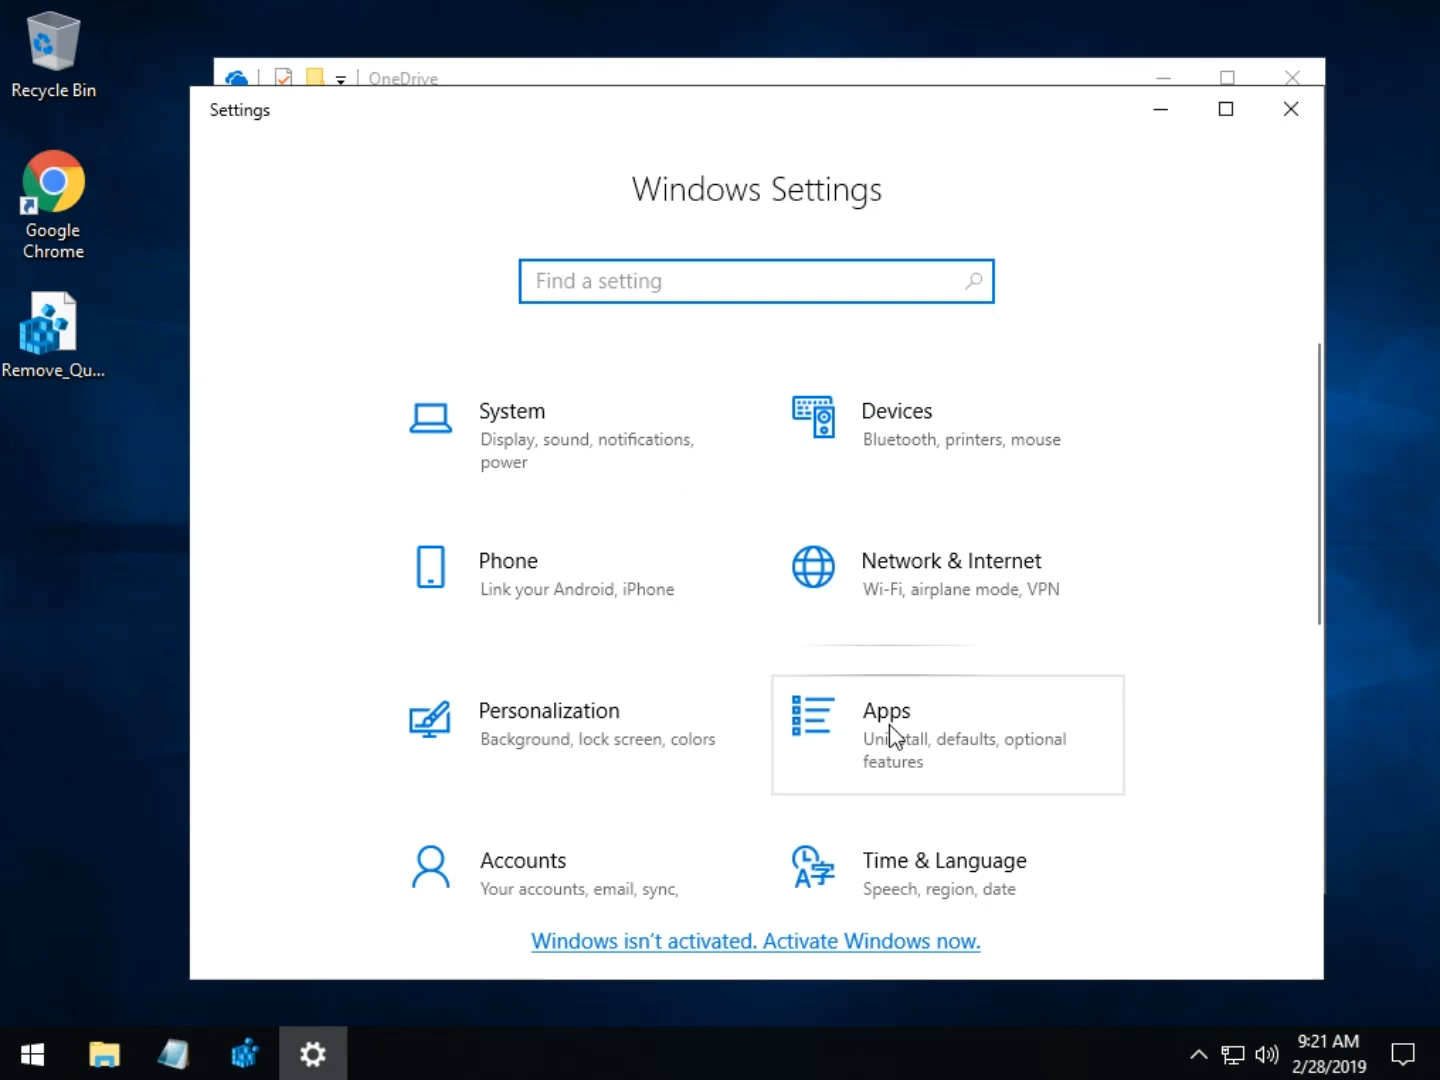 Recycle Bin
Google
Chrome
Remove_Qu...
OneDrive
Settings
Windows Settings
Find a setting
System
Display, sound, notifications,
power
Devices
Bluetooth, printers, mouse
Phone
Link your Android, iPhone
Network & Internet
Wi-Fi, airplane mode, VPN
Personalization
Background, lock screen, colors
Apps
Uninstall, defaults, optional
features
Accounts
Your accounts, email, sync,
Time & Language
Speech, region, date
Windows isn't activated. Activate Windows now.
9:21 AM
2/28/2019